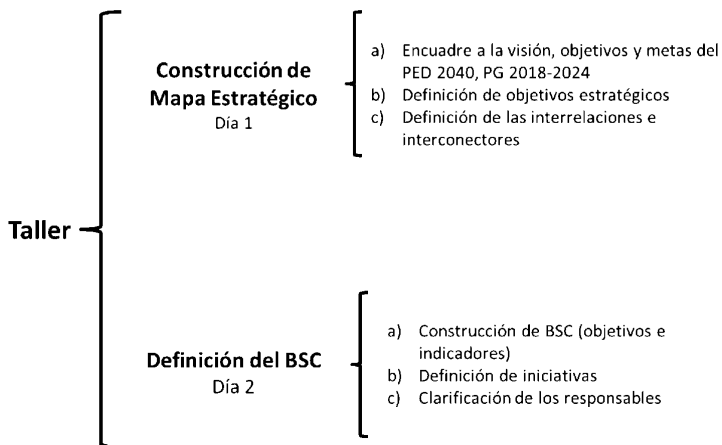 Taller
Construcción de
Mapa Estratégico
Día 1
a) Encuadre a la visión, objetivos y metas del
PED 2040, PG 2018-2024
b) Definición de objetivos estratégicos
c) Definición de las interrelaciones e
interconectores
Definición del BSC
Día 2
a) Construcción de BSC (objetivos e
indicadores)
b) Definición de iniciativas
c) Clarificación de los responsables